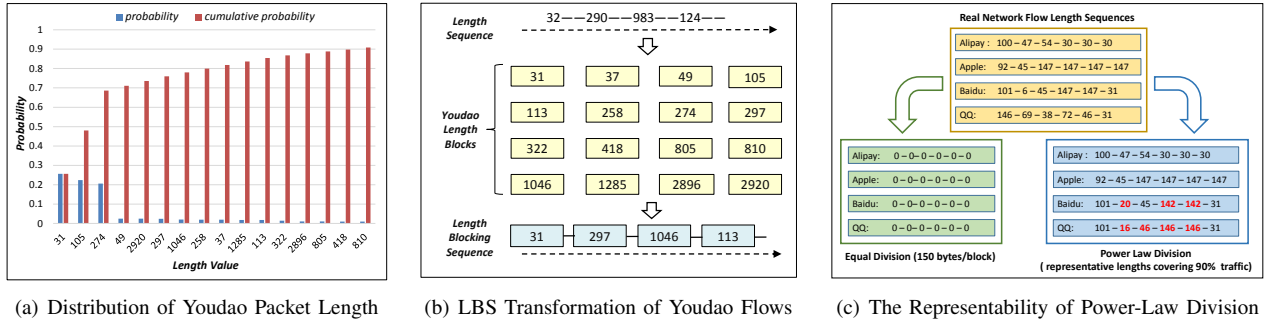 probability cumulative probability
1
0.9
0.8
0.7
0.6
0.5
0.4
0.3
0.2
0.1
0
Probability
31 105 274 49 2920 297 1046 258 37 1285 113 322 2896 805 418 810
Length Value
(a) Distribution of Youdao Packet Length
Length
Sequence
32——290——983——124——
Youdao
Length
Blocks
31 37 49 105
113 258 274 297
322 418 805 810
1046 1285 2896 2920
Length
Blocking
Sequence
31 297 1046 113
(b) LBS Transformation of Youdao Flows
Real Network Flow Length Sequences
Alipay : 100 – 47 – 54 – 30 – 30 – 30
Apple: 92 – 45 – 147 – 147 – 147 – 147
Baidu: 101 – 6 – 45 – 147 – 147 – 31
QQ: 146 – 69 – 38 – 72 – 46 – 31
Alipay: 0 – 0– 0 – 0 – 0 – 0
Apple: 0 – 0– 0 – 0 – 0 – 0
Baidu: 0 – 0– 0 – 0 – 0 – 0
QQ: 0 – 0– 0 – 0 – 0 – 0
Equal Division (150 bytes/block)
Alipay : 100 – 47 – 54 – 30 – 30 – 30
Apple: 92 – 45 – 147 – 147 – 147 – 147
Baidu: 101 – 20 – 45 – 142 – 142 – 31
QQ: 101 – 16 – 46 – 146 – 146 – 31
Power Law Division
( representative lengths covering 90% traffic)
(c) The Representability of Power-Law Division